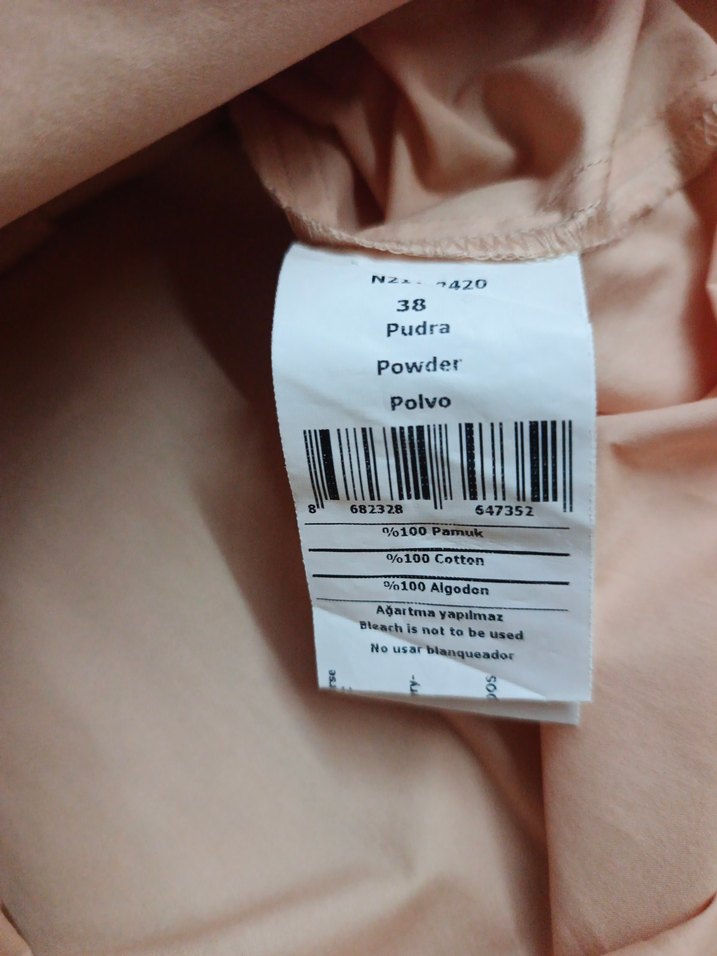 38
Pudra
Powder
Polvo
8 682328 647352
%100 Pamuk
%100 Cotton
%100 Algodon
Ağartma yapılmaz
Bleach is not to be used
No usar blanqueador